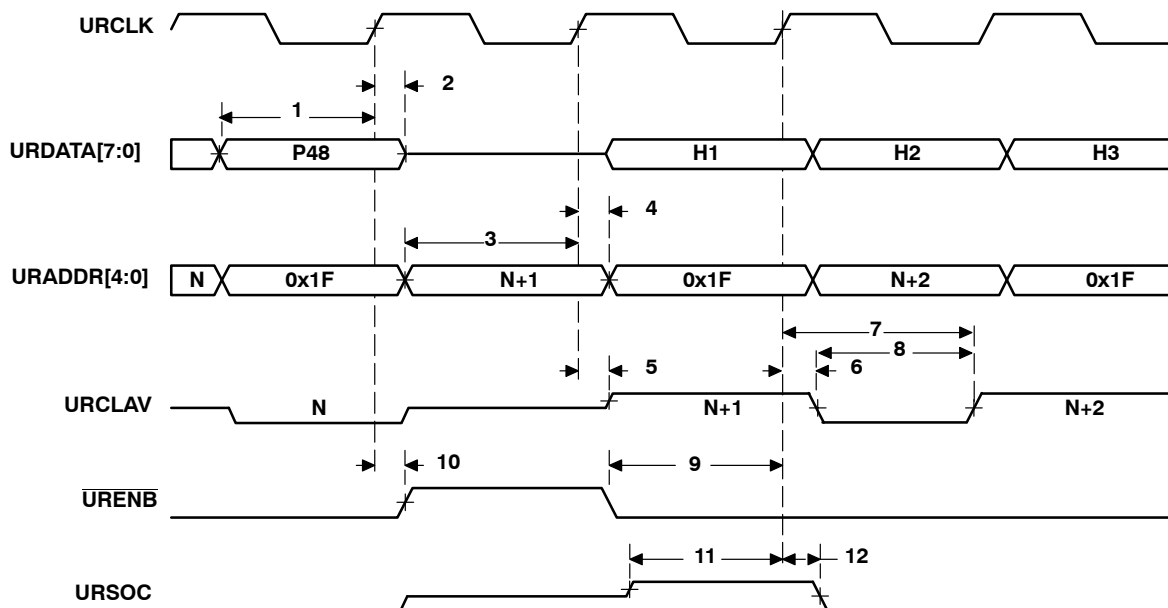 URCLK
2
1
URDATA[7:0] P48 H1 H2 H3
4
3
URADDR[4:0] N 0x1F N+1 0x1F N+2 0x1F
7
8
5 6
URCLAV N N+1 N+2
10 9
URENB
11 12
URSOC